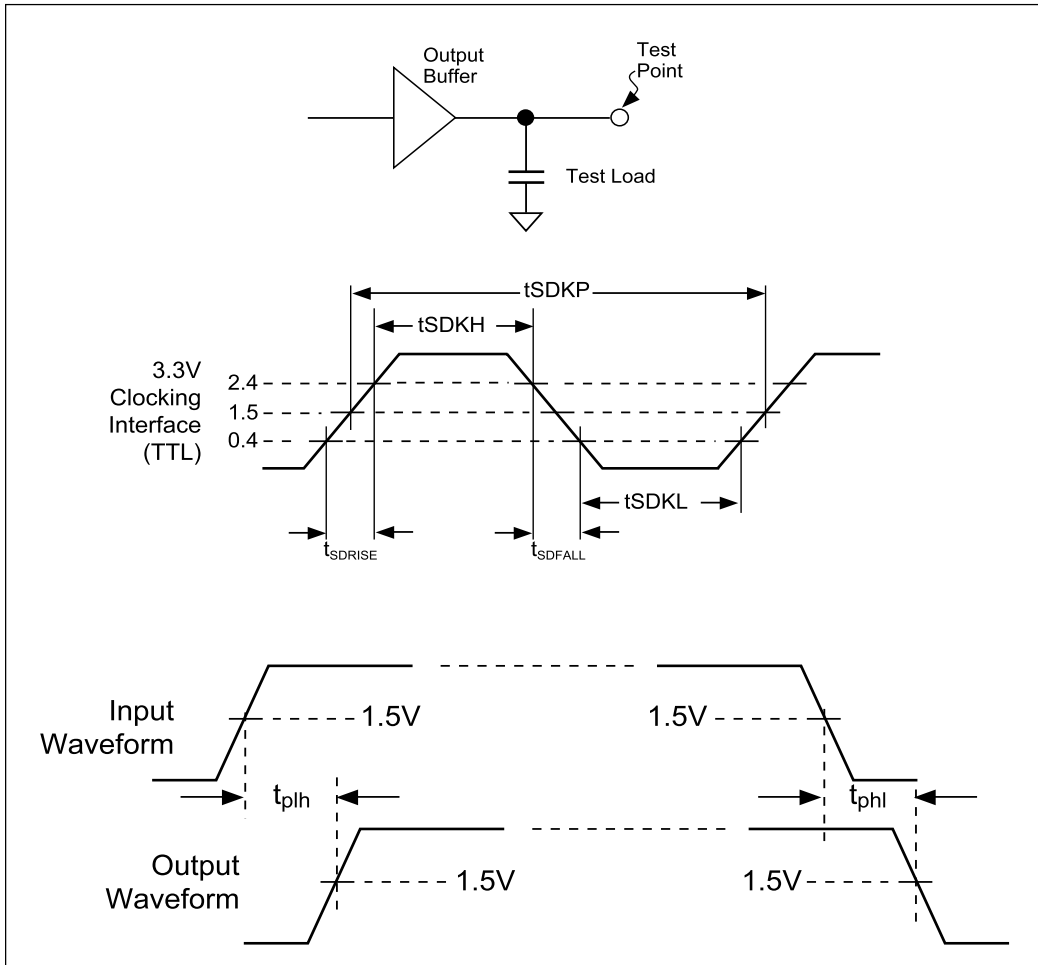 Output
Buffer
Test
Point
Test Load
tSDKP
tSDKH
3.3V
Clocking
Interface
(TTL)
2.4
1.5
0.4
tSDKL
tSDRISE
tSDFALL
Input
Waveform
1.5V
1.5V
tplh
tphl
Output
Waveform
1.5V
1.5V